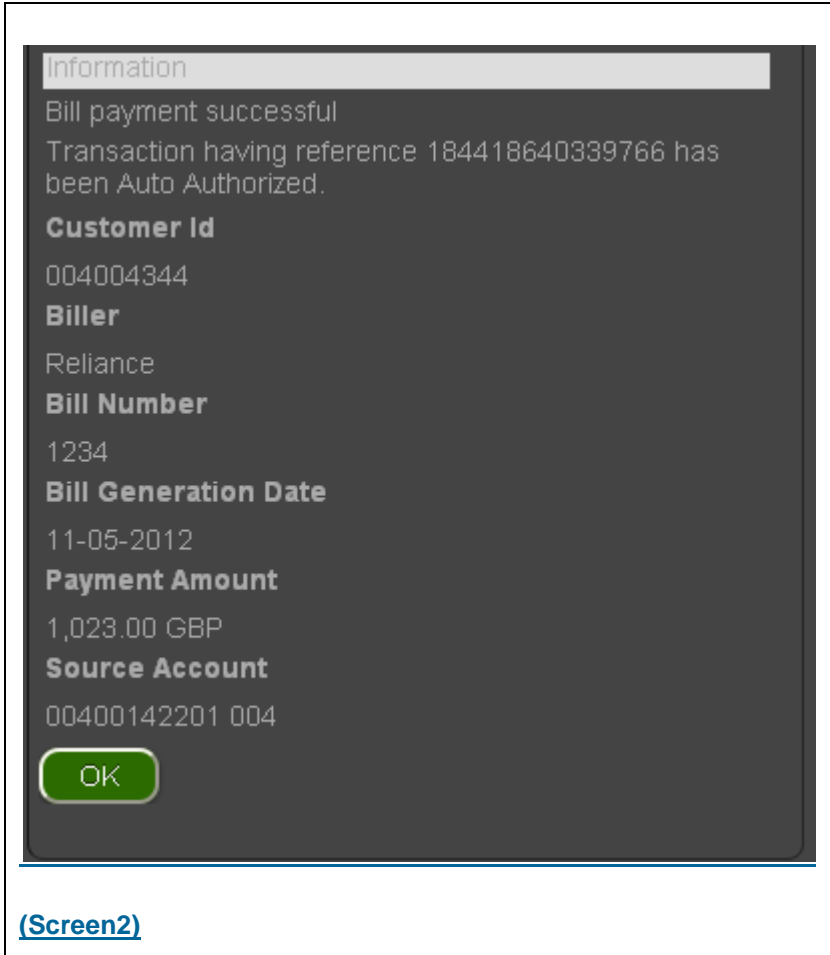 Information
Bill payment successful
Transaction having reference 184418640339766 has
been Auto Authorized.
Customer Id
004004344
Biller
Reliance
Bill Number
1234
Bill Generation Date
11-05-2012
Payment Amount
1,023.00 GBP
Source Account
00400142201 004
OK
(Screen2)